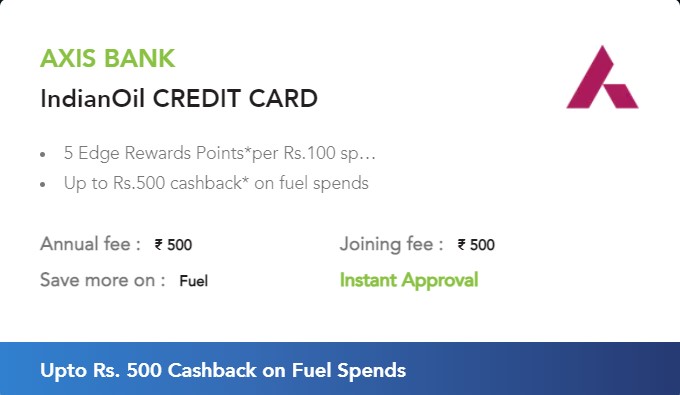 AXIS BANK
IndianOil CREDIT CARD
• 5 Edge Rewards Points*per Rs.100 sp...
• Up to Rs.500 cashback* on fuel spends
Annual fee : ₹ 500 Joining fee : ₹ 500
Save more on : Fuel Instant Approval
Upto Rs. 500 Cashback on Fuel Spends